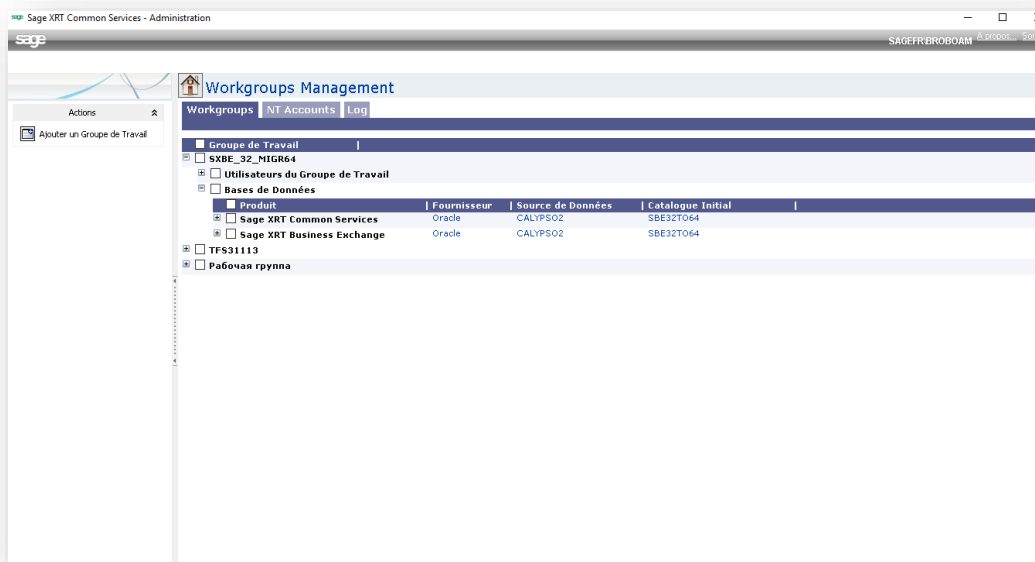 sage Sage XRT Common Services - Administration
sage
SAGEFR\BROBOAM A propos...
Workgroups Management
Actions
Workgroups NT Accounts Log
Ajouter un Groupe de Travail
Groupe de Travail
SXBE_32_MIGR64
Utilisateurs du Groupe de Travail
Bases de Données
Produit | Fournisseur | Source de Données | Catalogue Initial |
Sage XRT Common Services Oracle CALYPSO2 SBE32TO64
Sage XRT Business Exchange Oracle CALYPSO2 SBE32TO64
TFS31113
Рабочая группа